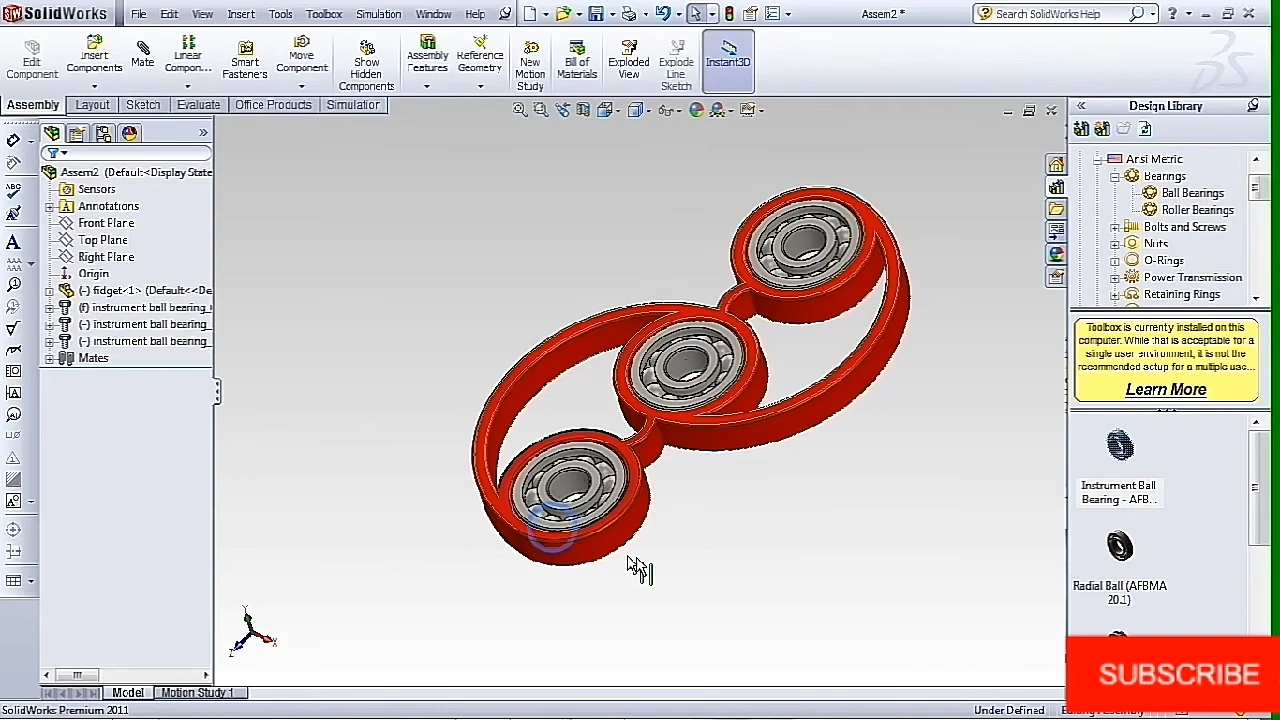 SolidWorks
File Edit View Insert Tools Toolbox Simulation Window Help
Assem2 *
Search SolidWorks Help
Edit Component
Insert Components
Mate
Linear Compon...
Smart Fasteners
Move Component
Show Hidden Components
Assembly Features
Reference Geometry
New Motion Study
Bill of Materials
Exploded View
Explode Line Sketch
Instant3D
Assembly Layout Sketch Evaluate Office Products Simulation
Design Library
Assem2 (Default<Display State
Sensors
Annotations
Front Plane
Top Plane
Right Plane
Origin
(-) fidget<1> (Default<<De
(f) instrument ball bearing_
(-) instrument ball bearing_
(-) instrument ball bearing_
Mates
Ansi Metric
Bearings
Ball Bearings
Roller Bearings
Bolts and Screws
Nuts
O-Rings
Power Transmission
Retaining Rings
Toolbox is currently installed on this
computer. While that is acceptable for a
single user environment, it is not the
recommended setup for a multiple use...
Learn More
Instrument Ball
Bearing - AFB...
Radial Ball (AFBMA
20.1)
SUBSCRIBE
Y
X
Z
Model Motion Study 1
SolidWorks Premium 2011
Under Defined
Editing Assembly